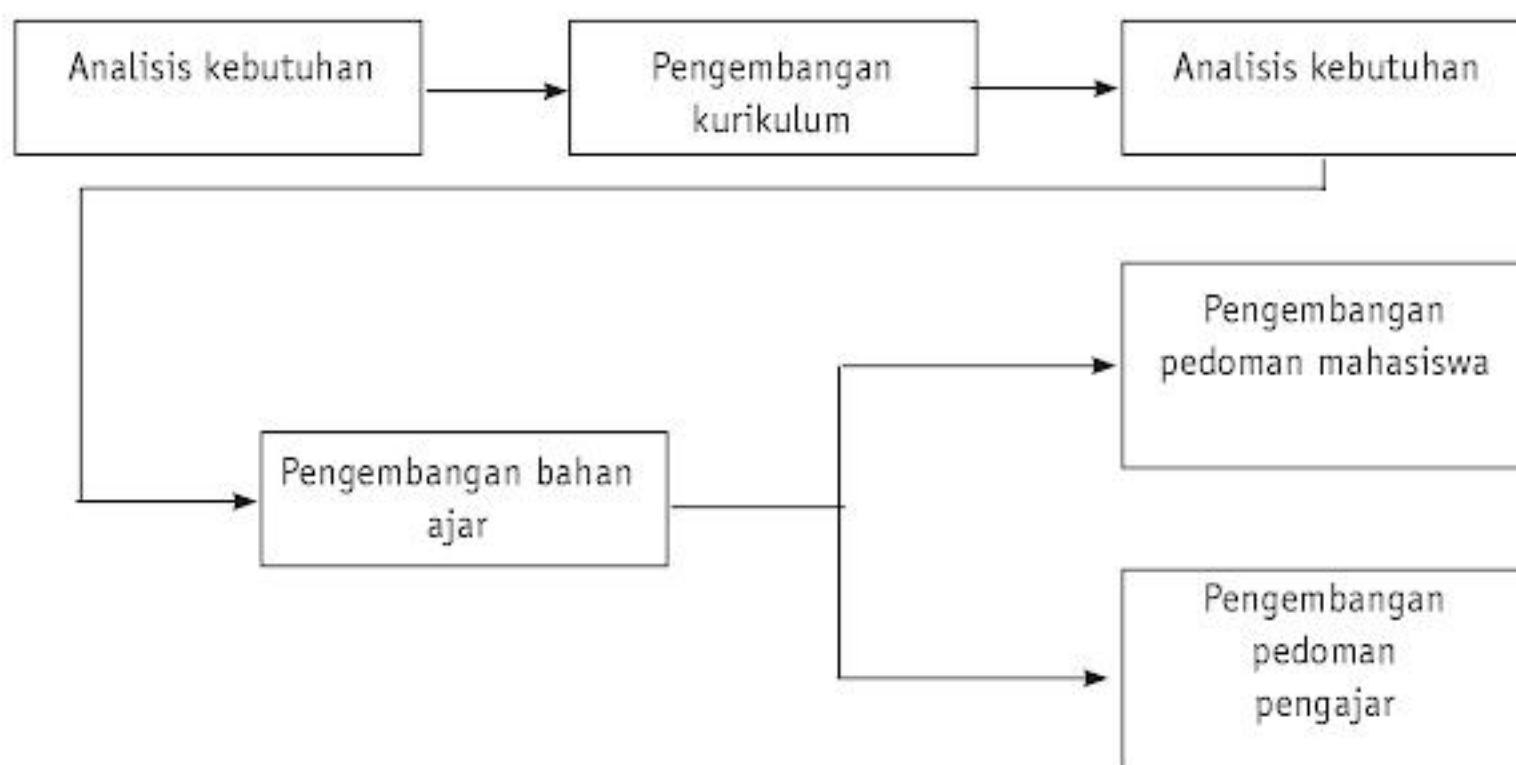 Analisis kebutuhan
Pengembangan
kurikulum
Analisis kebutuhan
Pengembangan
pedoman mahasiswa
Pengembangan bahan
ajar
Pengembangan
pedoman
pengajar